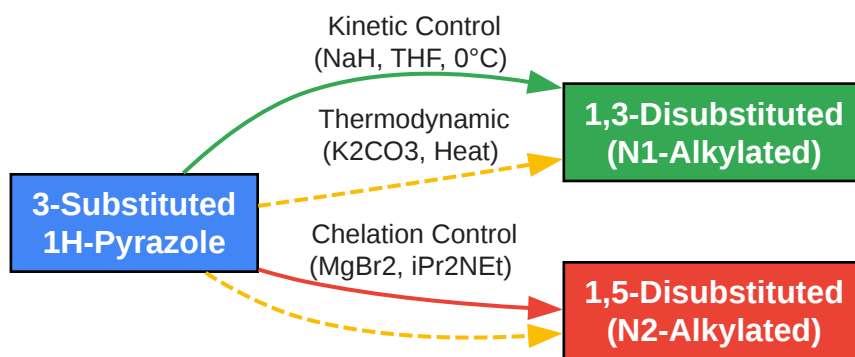 Kinetic Control
(NaH, THF, 0°C)
1,3-Disubstituted
(N1-Alkylated)
Thermodynamic
(K2CO3, Heat)
3-Substituted
1H-Pyrazole
Chelation Control
(MgBr2, iPr2NEt)
1,5-Disubstituted
(N2-Alkylated)